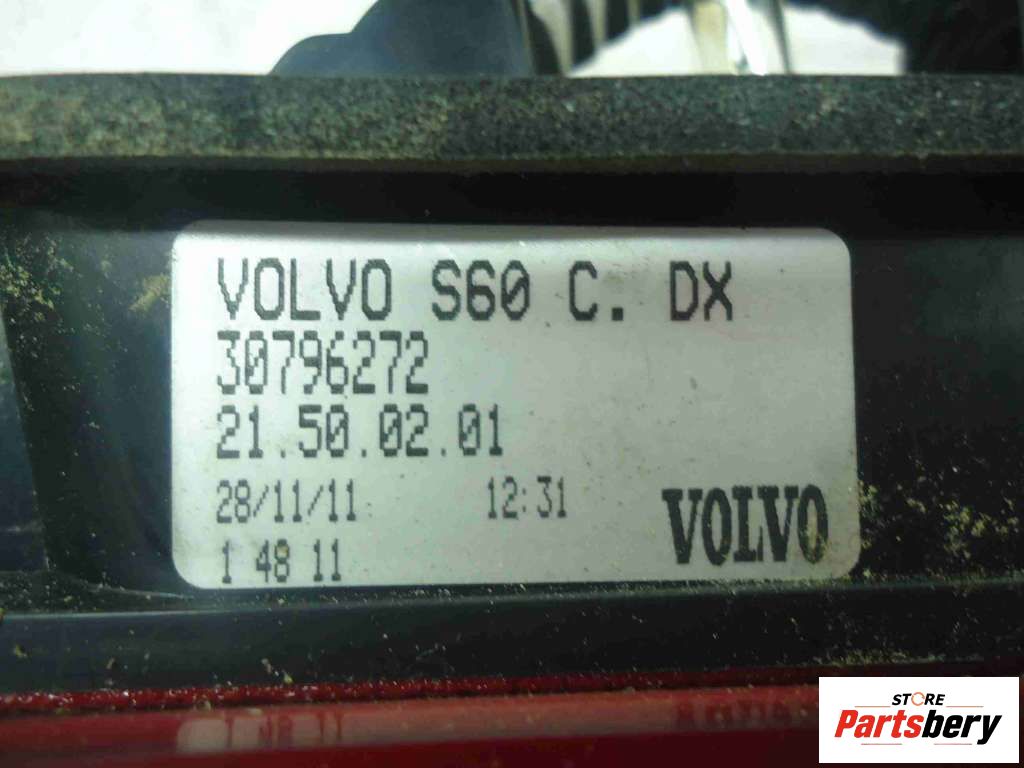 VOLVO S60 C. DX
30796272
21.50.02.01
28/11/11 12:31
1 48 11
VOLVO
STORE
Partsbery